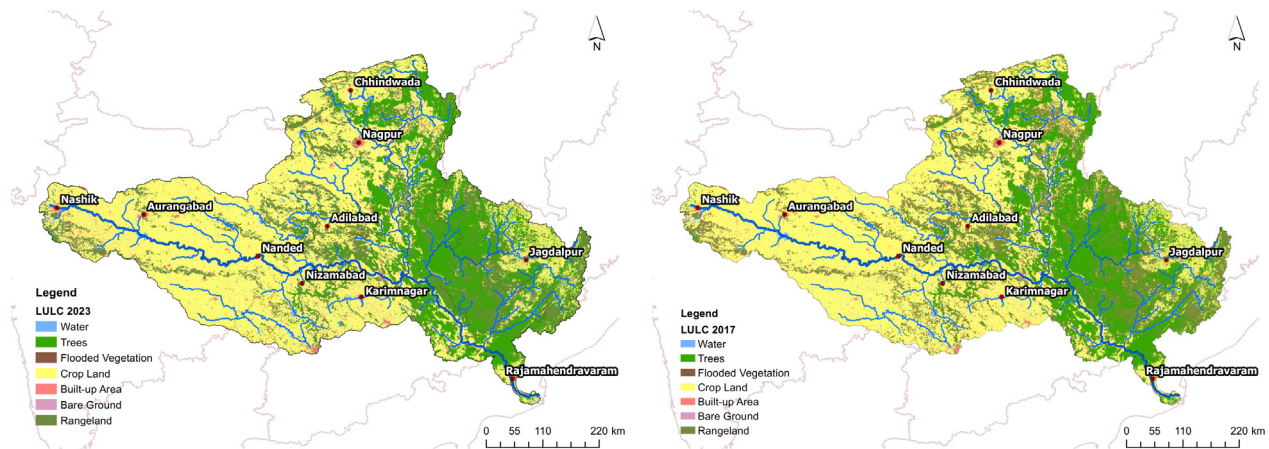 N
Chhindwada
Nagpur
Nashik
Aurangabad
Adilabad
Nanded
Jagdalpur
Nizamabad
Karimnagar
Rajamahendravaram
Legend
LULC 2023
Water
Trees
Flooded Vegetation
Crop Land
Built-up Area
Bare Ground
Rangeland
0 55 110 220 km
N
Chhindwada
Nagpur
Nashik
Aurangabad
Adilabad
Nanded
Jagdalpur
Nizamabad
Karimnagar
Rajamahendravaram
Legend
LULC 2017
Water
Trees
Flooded Vegetation
Crop Land
Built-up Area
Bare Ground
Rangeland
0 55 110 220 km